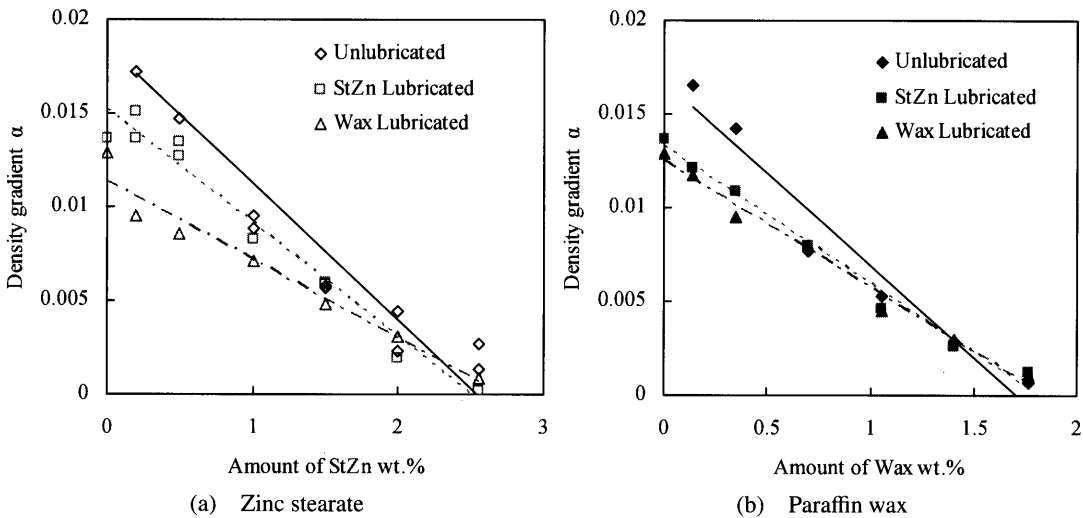 0.02
0.015
0.01
0.005
0
0
1
2
3
Density gradient α
Amount of StZn wt.%
Unlubricated
StZn Lubricated
Wax Lubricated
(a) Zinc stearate
0.02
0.015
0.01
0.005
0
0
0.5
1
1.5
2
Density gradient α
Amount of Wax wt.%
Unlubricated
StZn Lubricated
Wax Lubricated
(b) Paraffin wax